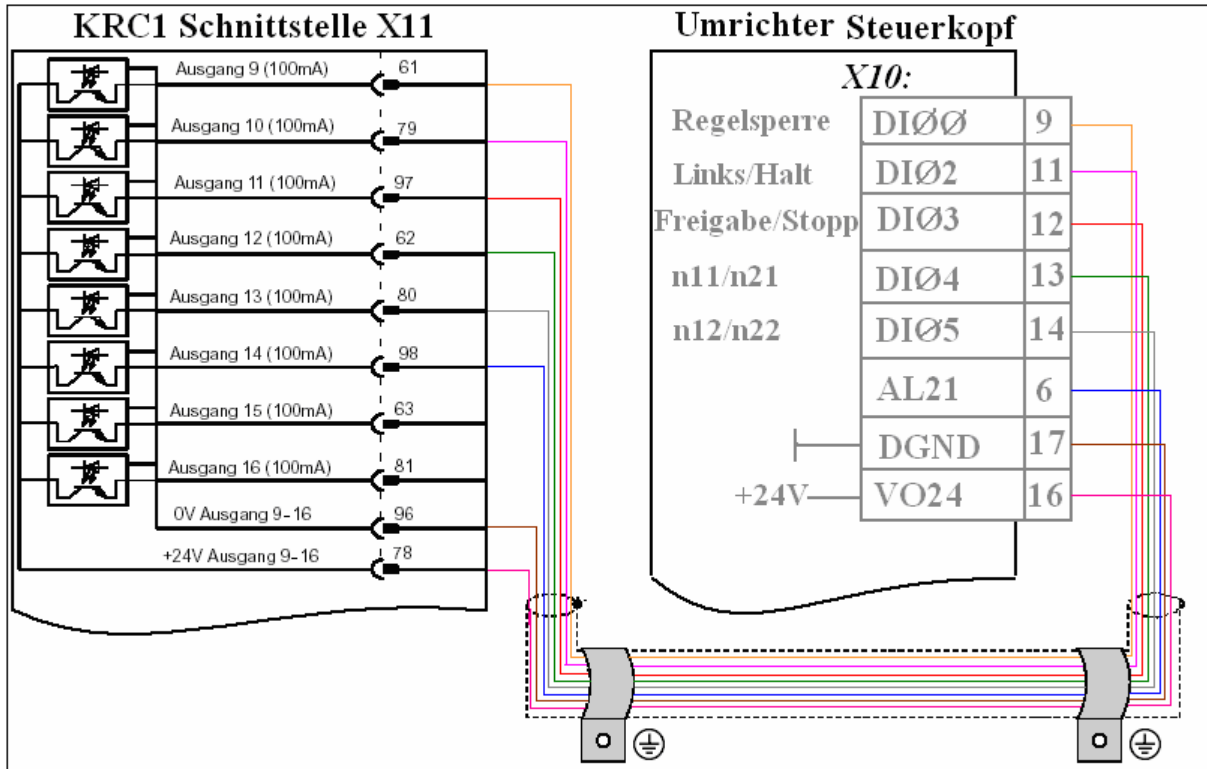 KRC1 Schnittstelle X11
Ausgang 9 (100mA) 61
Ausgang 10 (100mA) 79
Ausgang 11 (100mA) 97
Ausgang 12 (100mA) 62
Ausgang 13 (100mA) 80
Ausgang 14 (100mA) 98
Ausgang 15 (100mA) 63
Ausgang 16 (100mA) 81
0V Ausgang 9-16 96
+24V Ausgang 9-16 78
Umrichter Steuerkopf
X10:
Regelsperre DIØØ 9
Links/Halt DIØ2 11
Freigabe/Stopp DIØ3 12
n11/n21 DIØ4 13
n12/n22 DIØ5 14
AL21 6
DGND 17
+24V VO24 16